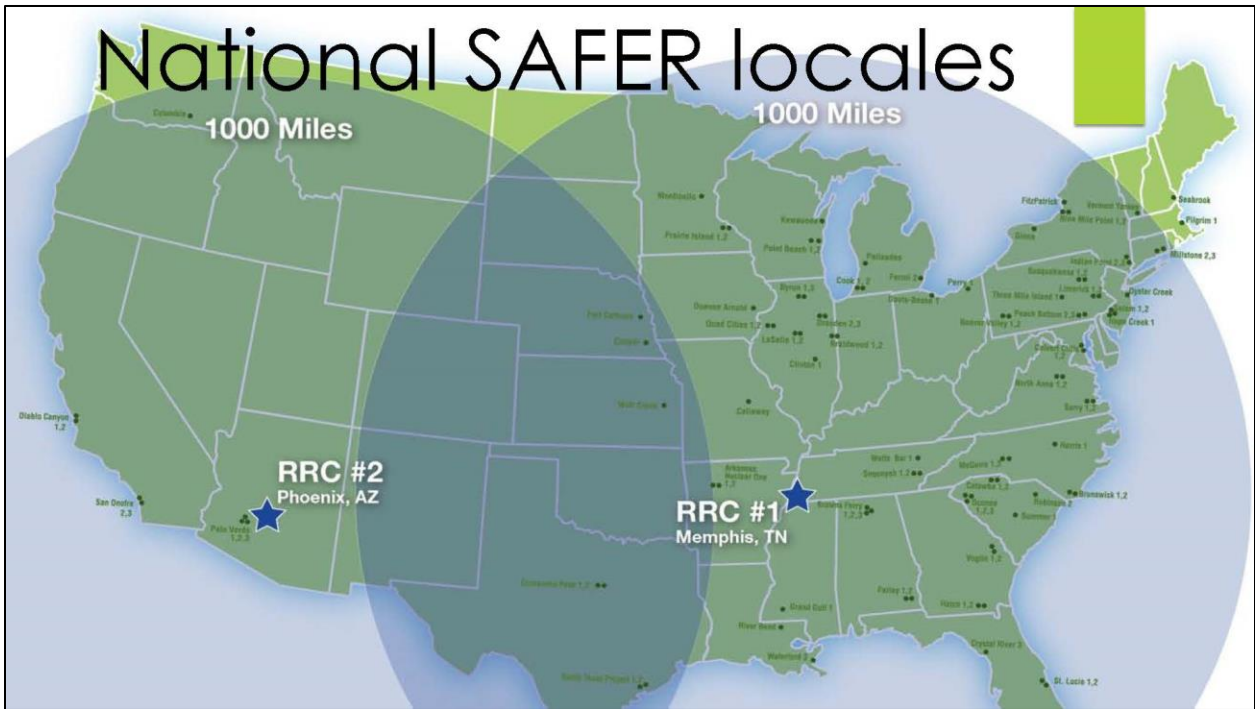 National SAFER locales
1000 Miles
1000 Miles
Columbia
Monticello
Prairie Island 1,2
Kewaunee
Point Beach 1,2
Palisades
Fermi 2
Cook 1, 2
Byron 1,2
Duane Arnold
Quad Cities 1,2
Dresden 2,3
LaSalle 1,2
Braidwood 1,2
Clinton 1
Fort Calhoun
Cooper
Wolf Creek
Callaway
Davis-Besse 1
Perry 1
FitzPatrick
Nine Mile Point 1,2
Ginna
Vermont Yankee
Seabrook
Pilgrim 1
Millstone 2,3
Indian Point 2,3
Susquehanna 1,2
Limerick 1,2
Three Mile Island 1
Oyster Creek
Peach Bottom 2,3
Salem 1,2
Hope Creek 1
Beaver Valley 1,2
Calvert Cliffs
1,2
North Anna 1,2
Surry 1,2
Diablo Canyon
1,2
San Onofre
2,3
RRC #2
Phoenix, AZ
Palo Verde
1,2,3
Arkansas
Nuclear One
1,2
RRC #1
Memphis, TN
Watts Bar 1
Sequoyah 1,2
Browns Ferry
1,2,3
Harris 1
McGuire 1,2
Catawba 1,2
Oconee
1,2,3
Robinson 2
Brunswick 1,2
Summer
Vogtle 1,2
Comanche Peak 1,2
Grand Gulf 1
River Bend
Waterford 3
Farley 1,2
Hatch 1,2
Crystal River 3
St. Lucie 1,2
South Texas Project 1,2